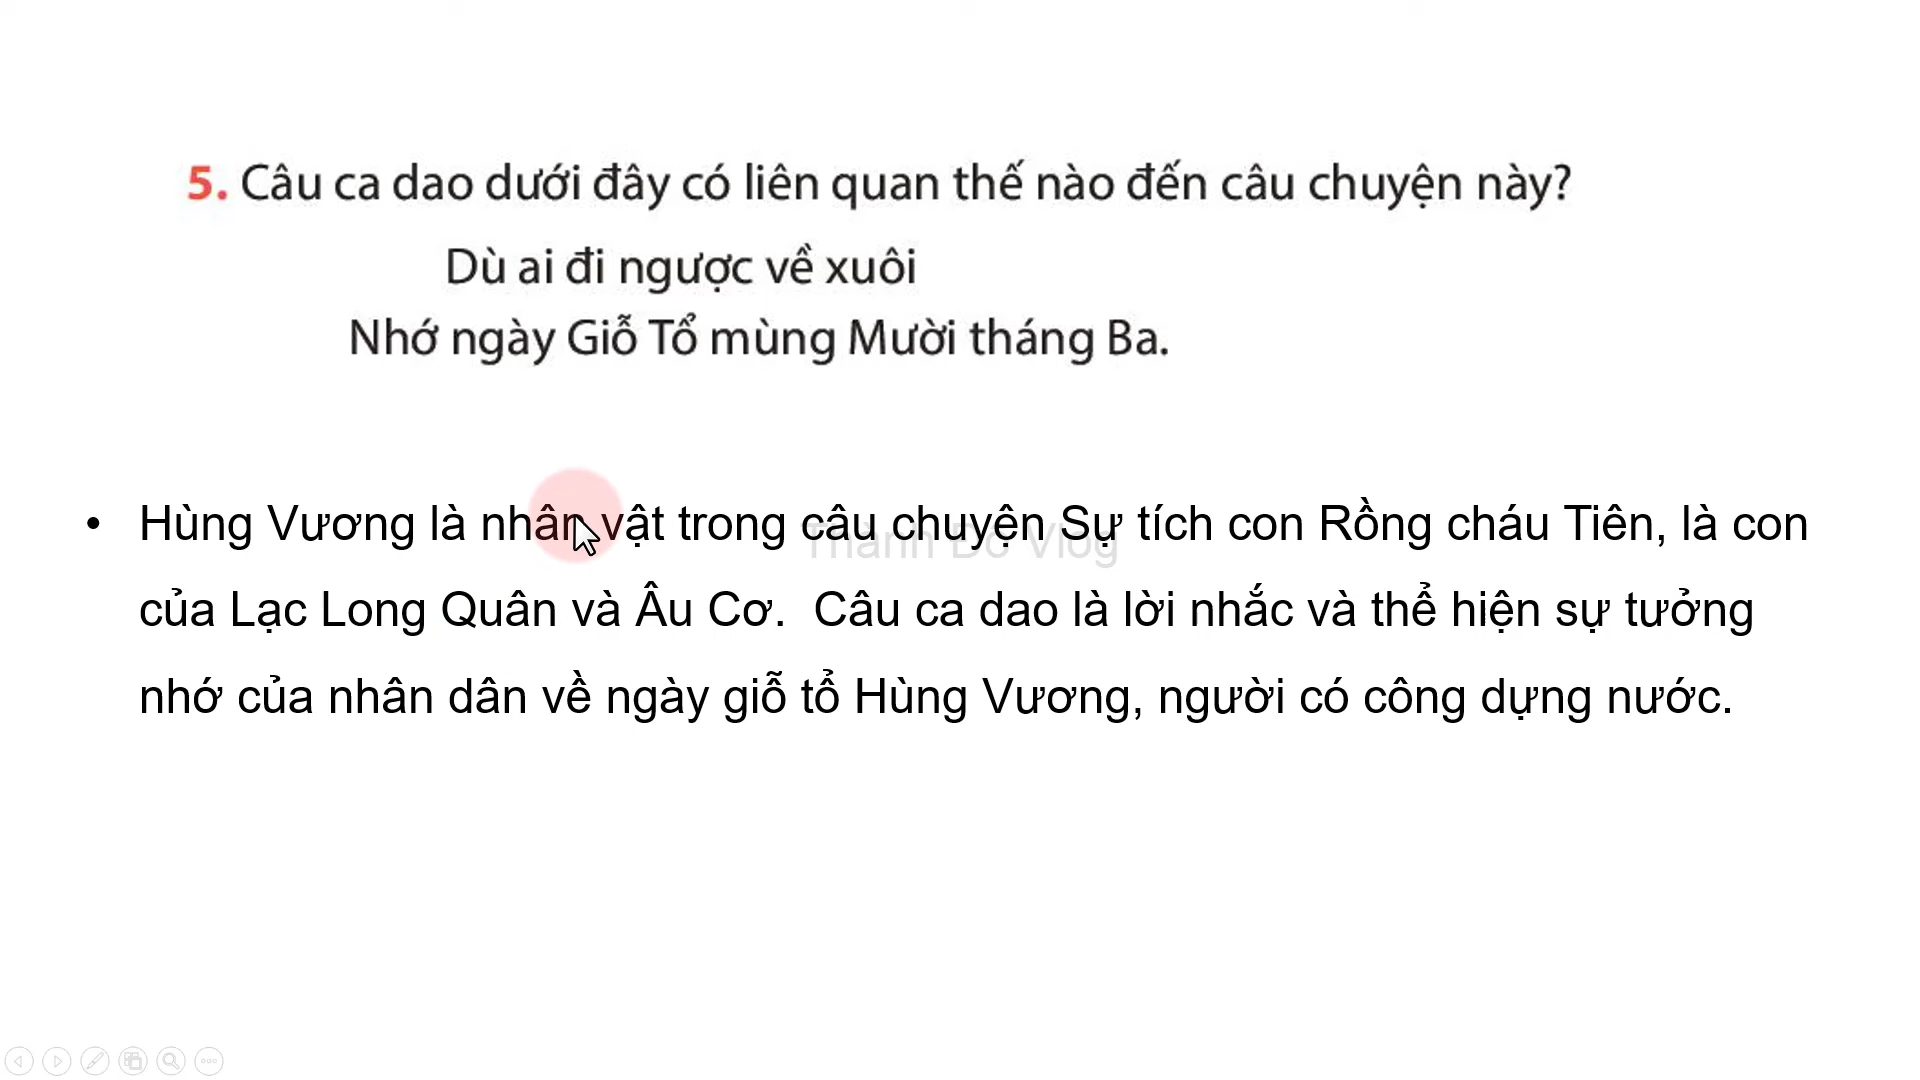 5. Câu ca dao dưới đây có liên quan thế nào đến câu chuyện này?
Dù ai đi ngược về xuôi
Nhớ ngày Giỗ Tổ mùng Mười tháng Ba.
• Hùng Vương là nhân vật trong câu chuyện Sự tích con Rồng cháu Tiên, là con
của Lạc Long Quân và Âu Cơ. Câu ca dao là lời nhắc và thể hiện sự tưởng
nhớ của nhân dân về ngày giỗ tổ Hùng Vương, người có công dựng nước.
Thành Đô Vlog